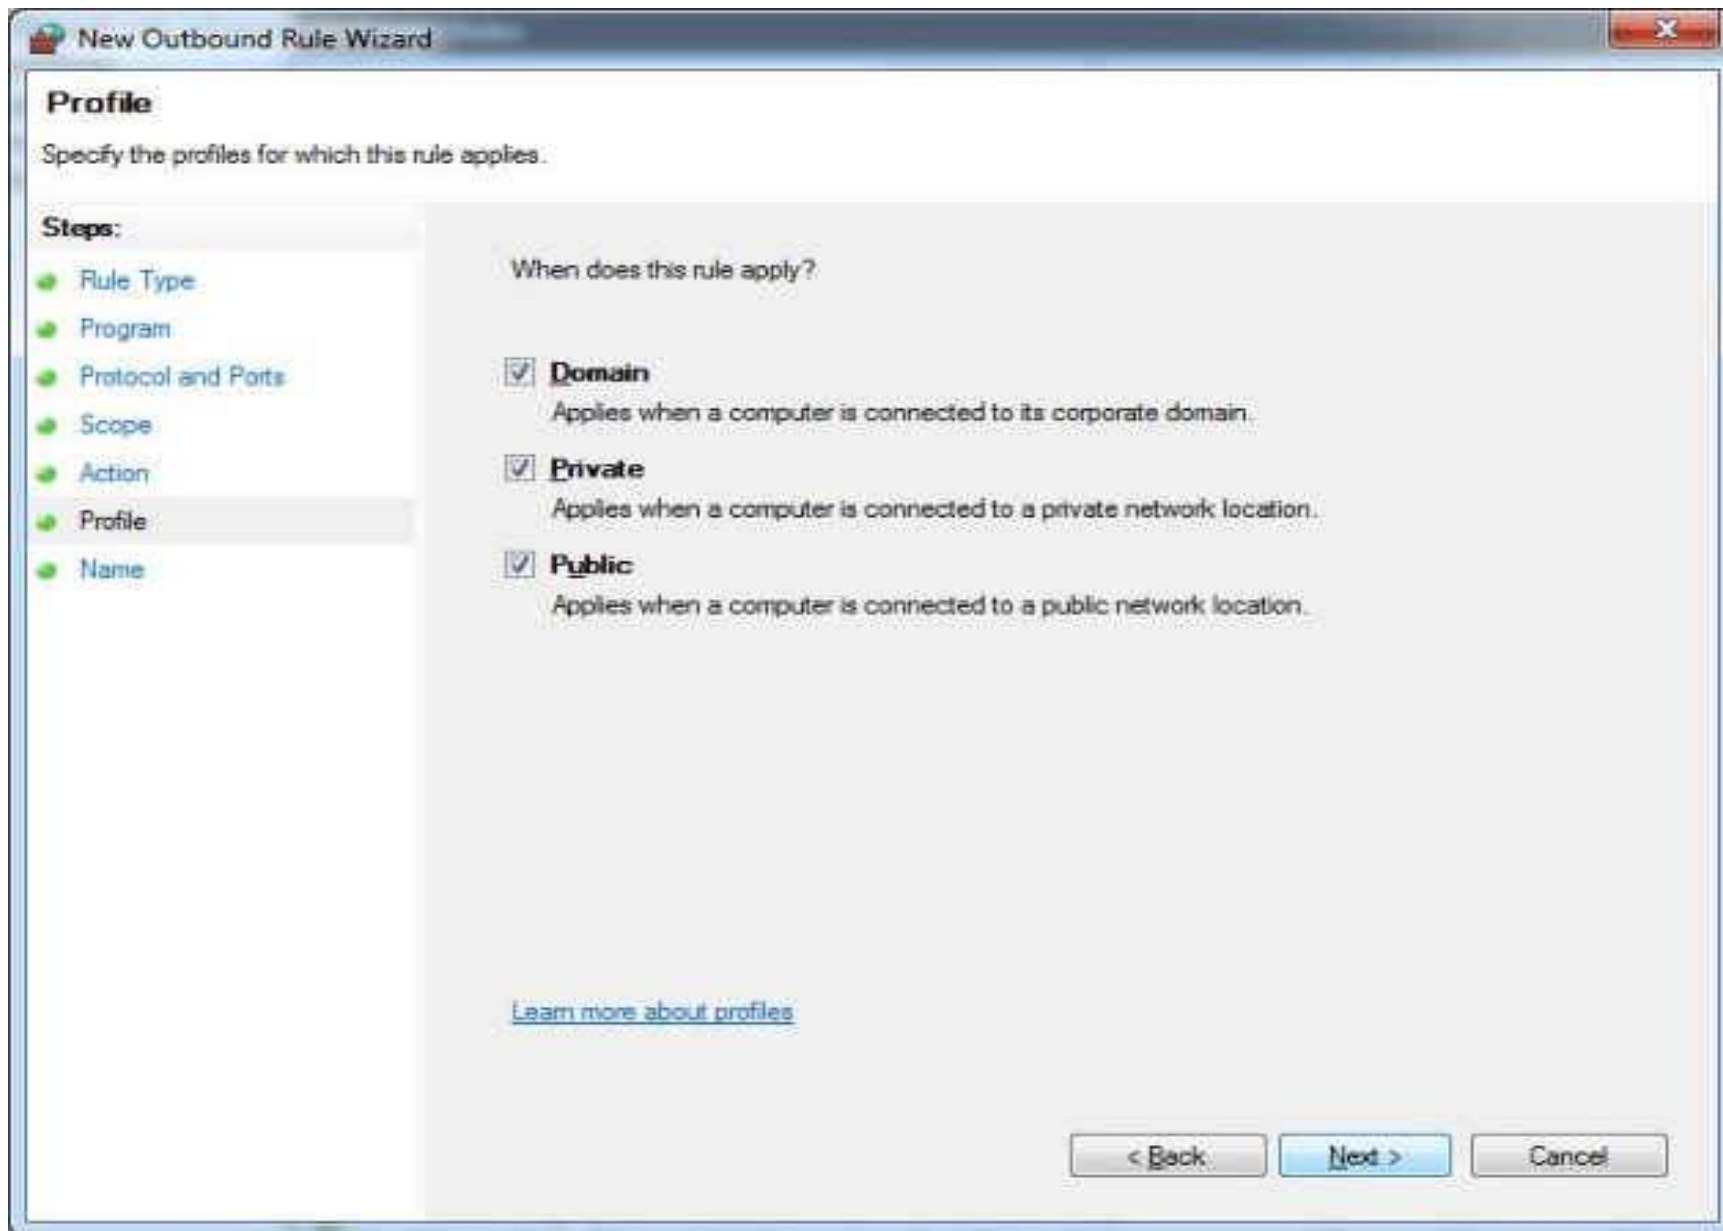 New Outbound Rule Wizard
Profile
Specify the profiles for which this rule applies.
Steps:
Rule Type
Program
Protocol and Ports
Scope
Action
Profile
Name
When does this rule apply?
Domain
Applies when a computer is connected to its corporate domain.
Private
Applies when a computer is connected to a private network location.
Public
Applies when a computer is connected to a public network location.
Learn more about profiles
< Back
Next >
Cancel